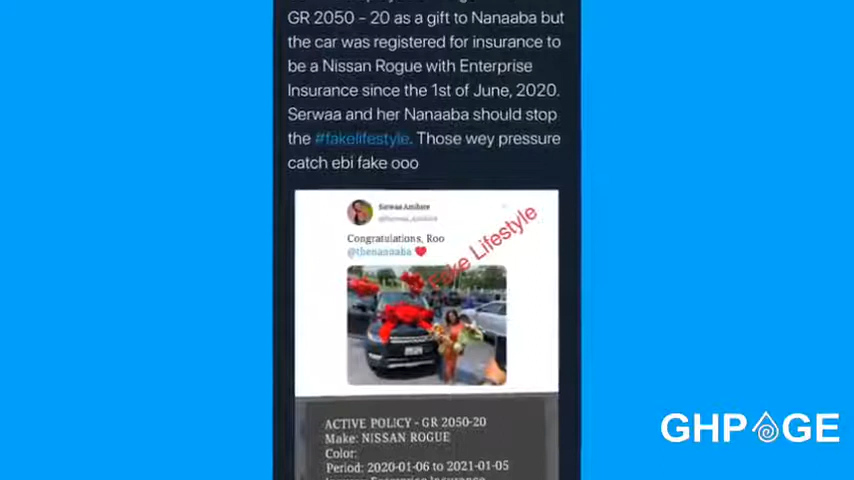 GR 2050 - 20 as a gift to Nanaaba but
the car was registered for insurance to
be a Nissan Rogue with Enterprise
Insurance since the 1st of June, 2020.
Serwaa and her Nanaaba should stop
the #fakelifestyle. Those wey pressure
catch ebi fake ooo
Serwaa Amihere
Congratulations, Roo
@thenanaaba
Fake Lifestyle
ACTIVE POLICY - GR 2050-20
Make: NISSAN ROGUE
Color:
Period: 2020-01-06 to 2021-01-05
GHPAGE